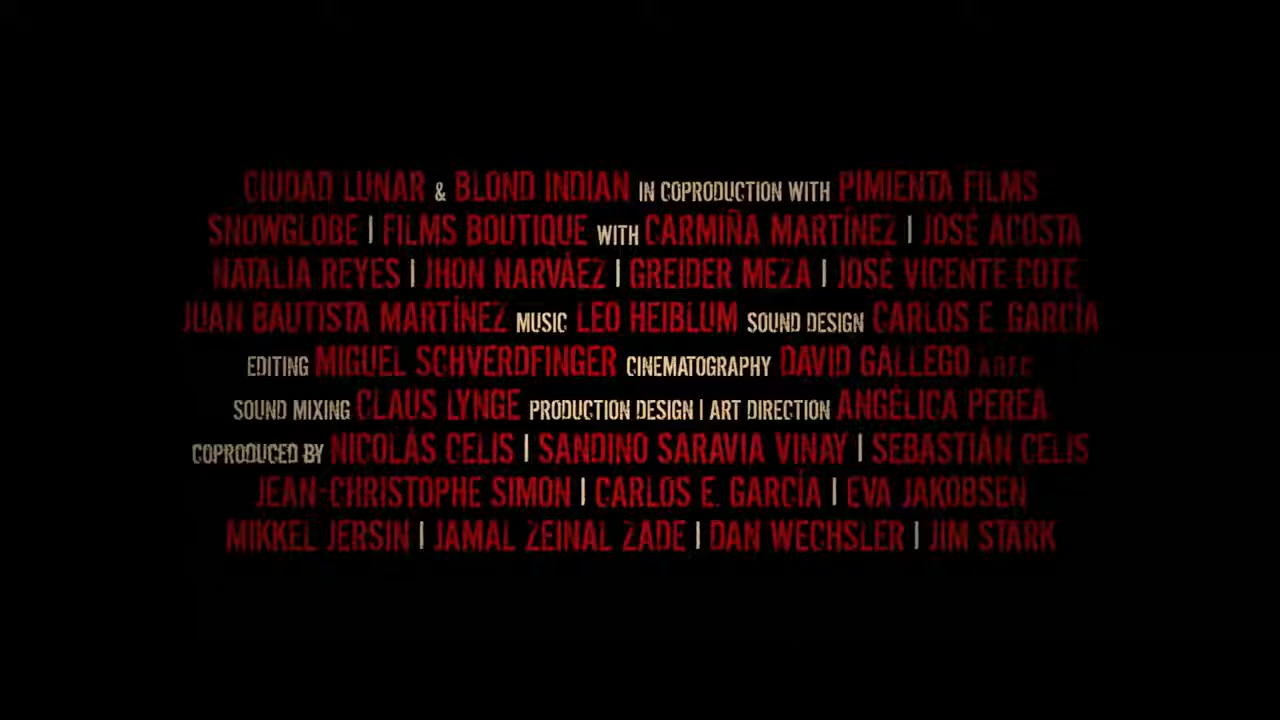 CIUDAD LUNAR & BLOND INDIAN IN COPRODUCTION WITH PIMIENTA FILMS
SNOWGLOBE | FILMS BOUTIQUE WITH CARMIÑA MARTÍNEZ | JOSÉ ACOSTA
NATALIA REYES | JHON NARVÁEZ | GREIDER MEZA | JOSÉ VICENTE COTE
JUAN BAUTISTA MARTÍNEZ MUSIC LEO HEIBLUM SOUND DESIGN CARLOS E. GARCÍA
EDITING MIGUEL SCHVERDFINGER CINEMATOGRAPHY DAVID GALLEGO
SOUND MIXING CLAUS LYNGE PRODUCTION DESIGN | ART DIRECTION ANGÉLICA PEREA
COPRODUCED BY NICOLÁS CELIS | SANDINO SARAVIA VINAY | SEBASTIÁN CELIS
JEAN-CHRISTOPHE SIMON | CARLOS E. GARCÍA | EVA JAKOBSEN
MIKKEL JERSIN | JAMAL ZEINAL ZADE | DAN WECHSLER | JIM STARK